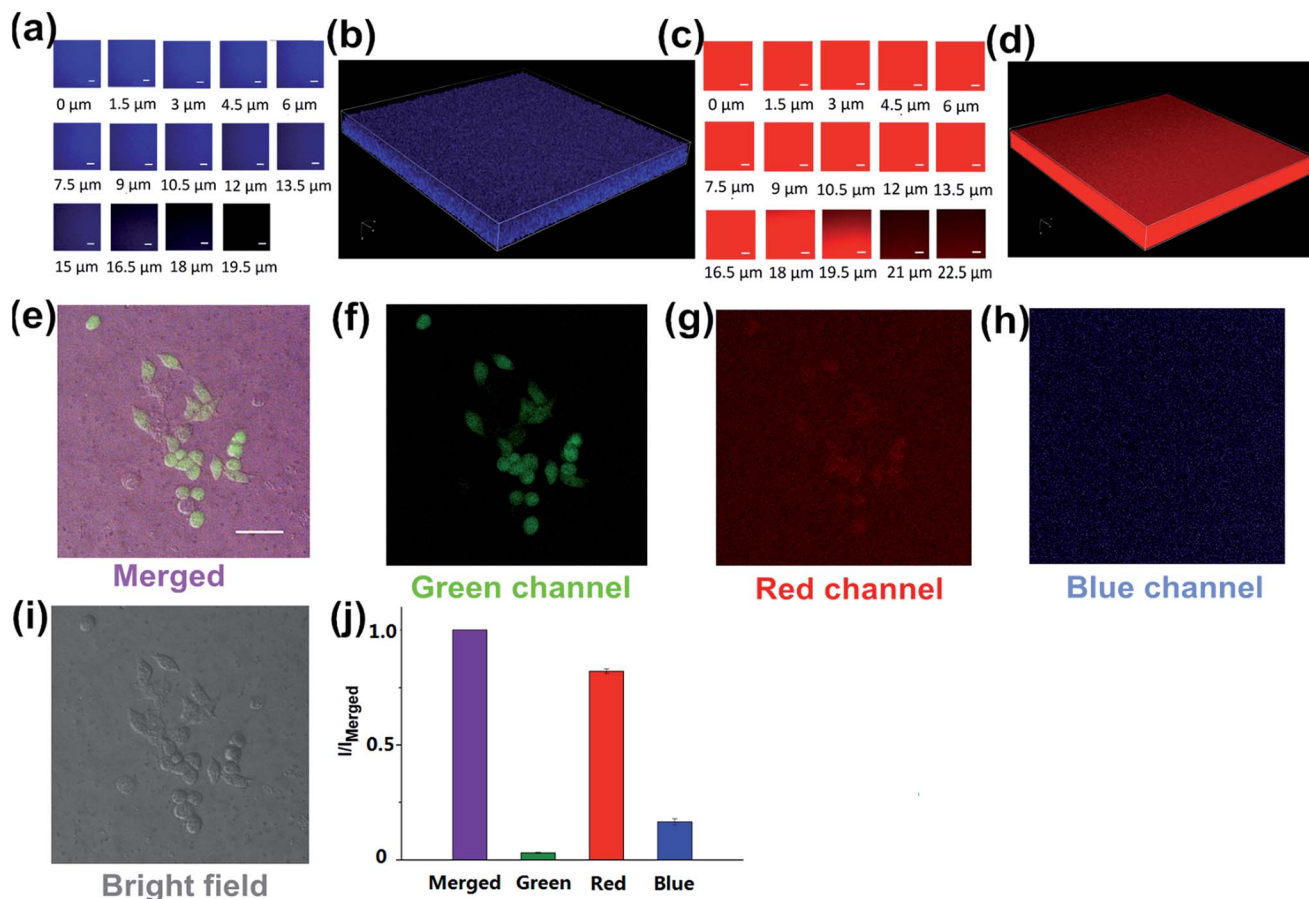 (a)
0 μm 1.5 μm 3 μm 4.5 μm 6 μm
7.5 μm 9 μm 10.5 μm 12 μm 13.5 μm
15 μm 16.5 μm 18 μm 19.5 μm
(b)
(c)
0 μm 1.5 μm 3 μm 4.5 μm 6 μm
7.5 μm 9 μm 10.5 μm 12 μm 13.5 μm
16.5 μm 18 μm 19.5 μm 21 μm 22.5 μm
(d)
(e)
Merged
(f)
Green channel
(g)
Red channel
(h)
Blue channel
(i)
Bright field
(j)
I/IMerged
1.0
0.5
0
Merged Green Red Blue